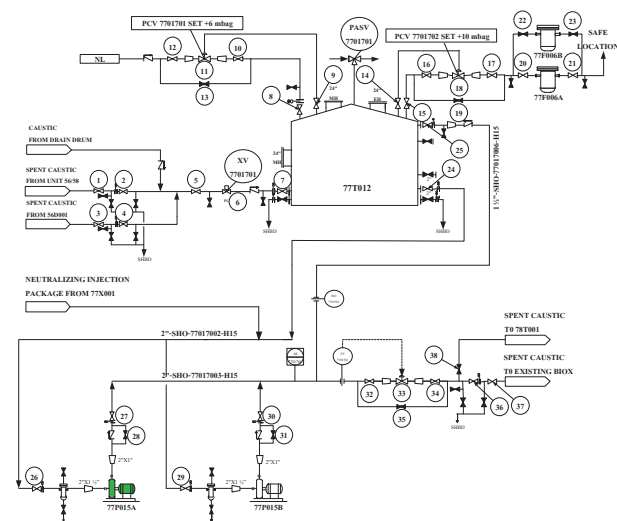 PCV 7701701 SET +6 mbag
PASV
7701701
PCV 7701702 SET +10 mbag
22
23
SAFE
LOCATION
77F006B
NL
12
10
11
13
9
14
16
17
18
20
21
77F006A
24"
MH
24"
8
15
19
25
CAUSTIC
FROM DRAIN DRUM
XV
7701701
24"
MH
77T012
1 ½"-SHO-77017006-H15
SPENT CAUSTIC
FROM UNIT 56/58
1
2
5
6
7
24
SPENT CAUSTIC
FROM 56D001
3
4
SHBD
SHBD
SHBD
NEUTRALIZING INJECTION
PACKAGE FROM 77X001
2"-SHO-77017002-H15
SPENT CAUSTIC
T0 78T001
38
SPENT CAUSTIC
T0 EXISTING BIOX
2"-SHO-77017003-H15
32
33
34
35
36
37
SHBD
27
28
30
31
2"X1"
2"X1"
26
29
2"X1 ½"
2"X1 ½"
77P015A
77P015B